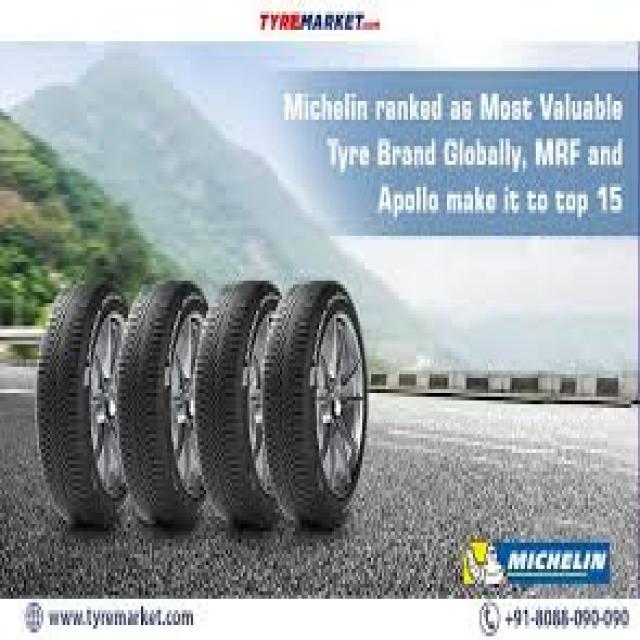 TYREMARKET.com
Michelin ranked as Most Valuable
Tyre Brand Globally, MRF and
Apollo make it to top 15
MICHELIN
www.tyremarket.com
+91-8088-090-090